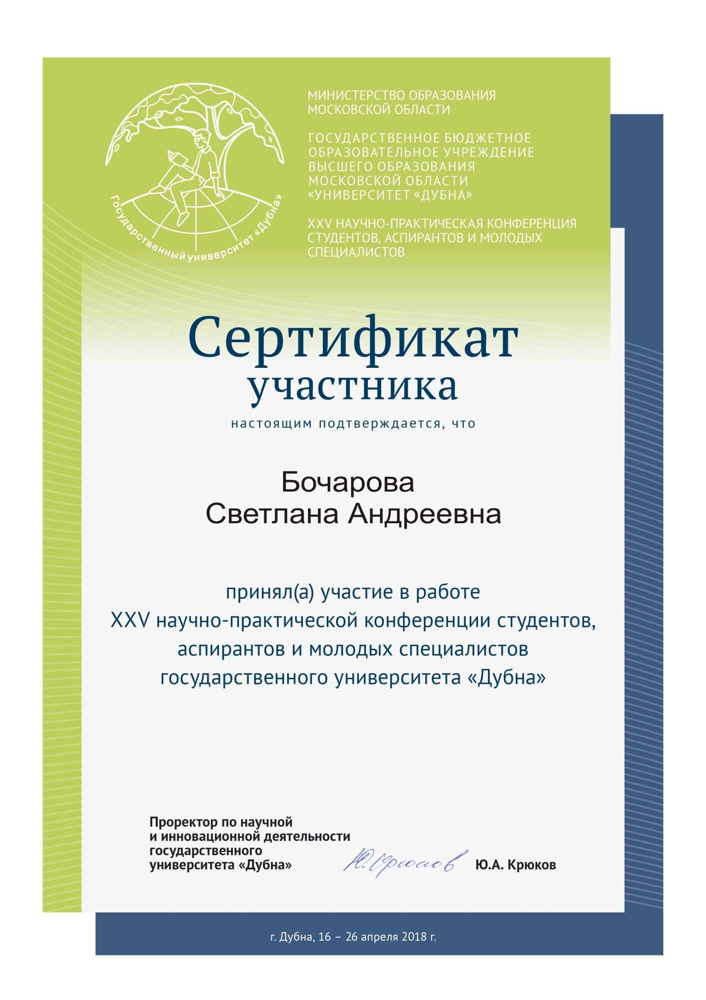 МИНИСТЕРСТВО ОБРАЗОВАНИЯ
МОСКОВСКОЙ ОБЛАСТИ
ГОСУДАРСТВЕННОЕ БЮДЖЕТНОЕ
ОБРАЗОВАТЕЛЬНОЕ УЧРЕЖДЕНИЕ
ВЫСШЕГО ОБРАЗОВАНИЯ
МОСКОВСКОЙ ОБЛАСТИ
«УНИВЕРСИТЕТ «ДУБНА»
XXV НАУЧНО-ПРАКТИЧЕСКАЯ КОНФЕРЕНЦИЯ
СТУДЕНТОВ, АСПИРАНТОВ И МОЛОДЫХ
СПЕЦИАЛИСТОВ
Государственный университет «Дубна»
Сертификат
участника
настоящим подтверждается, что
Бочарова
Светлана Андреевна
принял(а) участие в работе
XXV научно-практической конференции студентов,
аспирантов и молодых специалистов
государственного университета «Дубна»
Проректор по научной
и инновационной деятельности
государственного
университета «Дубна»
Ю.Крюков
Ю.А. Крюков
г. Дубна, 16 – 26 апреля 2018 г.